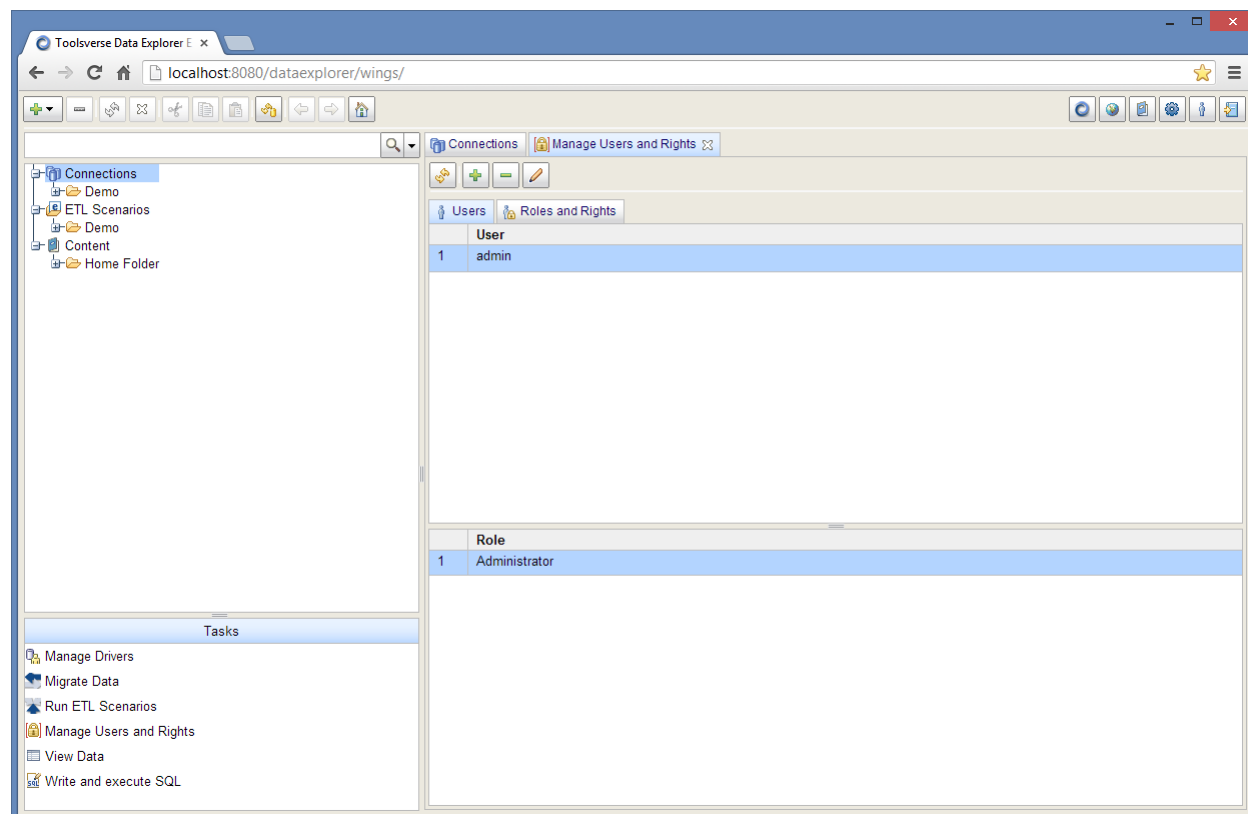 Toolsverse Data Explorer E
localhost:8080/dataexplorer/wings/
Connections
Demo
ETL Scenarios
Demo
Content
Home Folder
Tasks
Manage Drivers
Migrate Data
Run ETL Scenarios
Manage Users and Rights
View Data
Write and execute SQL
Connections Manage Users and Rights
Users Roles and Rights
User
1 admin
Role
1 Administrator